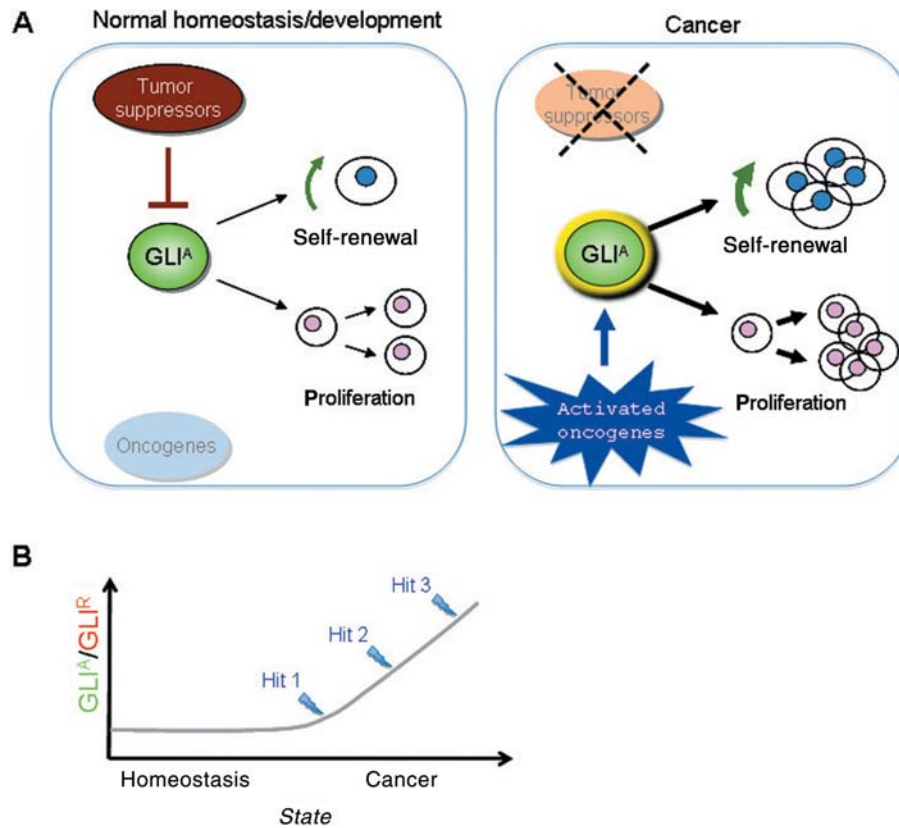 A
Normal homeostasis/development
Tumor
suppressors
GLIᴬ
Self-renewal
Proliferation
Oncogenes
Cancer
Tumor
suppressors
GLIᴬ
Self-renewal
Proliferation
Activated
oncogenes
B
GLIᴬ/GLIᴿ
Hit 1
Hit 2
Hit 3
Homeostasis
Cancer
State